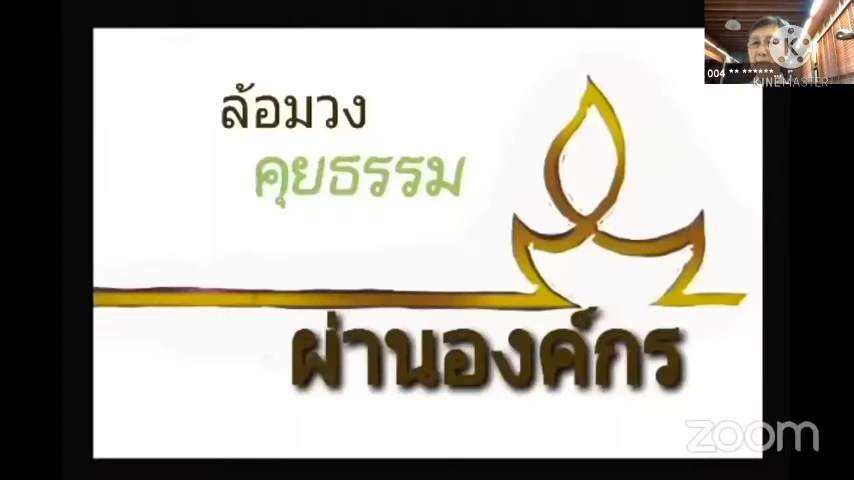 ล้อมวง
คุยธรรม
ผ่านองค์กร
004 ** ******...
K
KINEMASTER
zoom